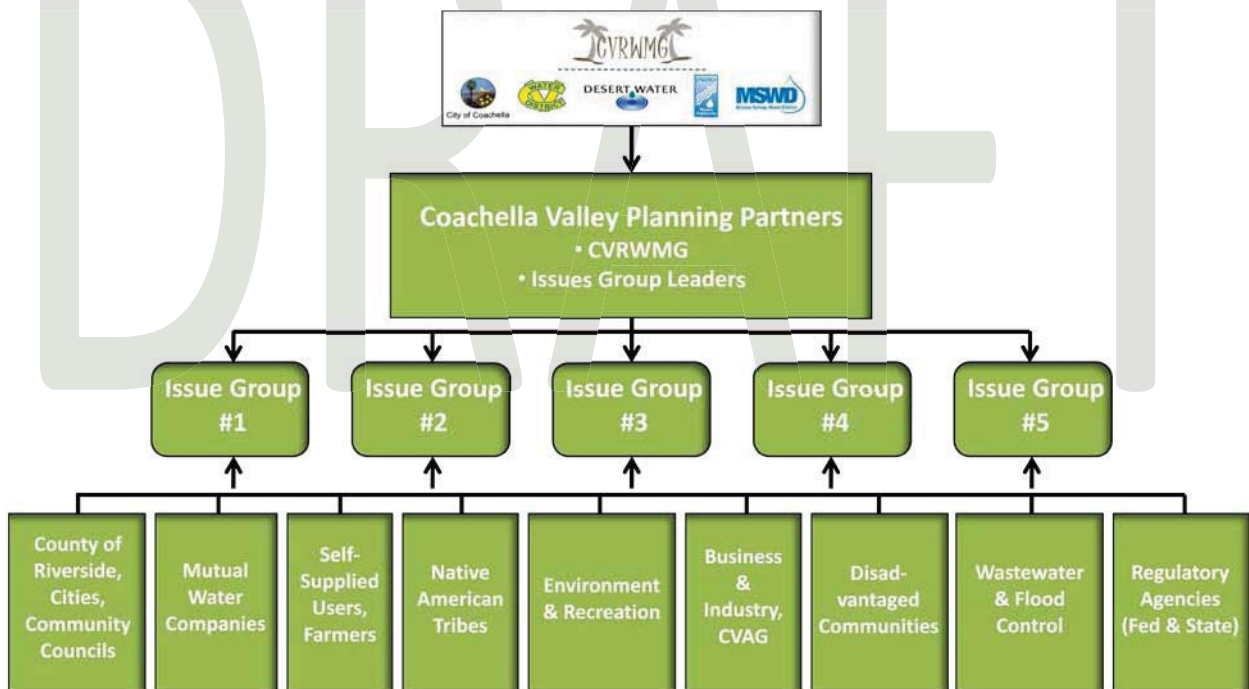 DRAFT
CVRWMG
City of Coachella
WATER
DISTRICT
DESERT WATER
MSWD
Coachella Valley Planning Partners
· CVRWMG
· Issues Group Leaders
Issue Group
#1
Issue Group
#2
Issue Group
#3
Issue Group
#4
Issue Group
#5
County of
Riverside,
Cities,
Community
Councils
Mutual
Water
Companies
Self-
Supplied
Users,
Farmers
Native
American
Tribes
Environment
& Recreation
Business
&
Industry,
CVAG
Disad-
vantaged
Communities
Wastewater
& Flood
Control
Regulatory
Agencies
(Fed & State)